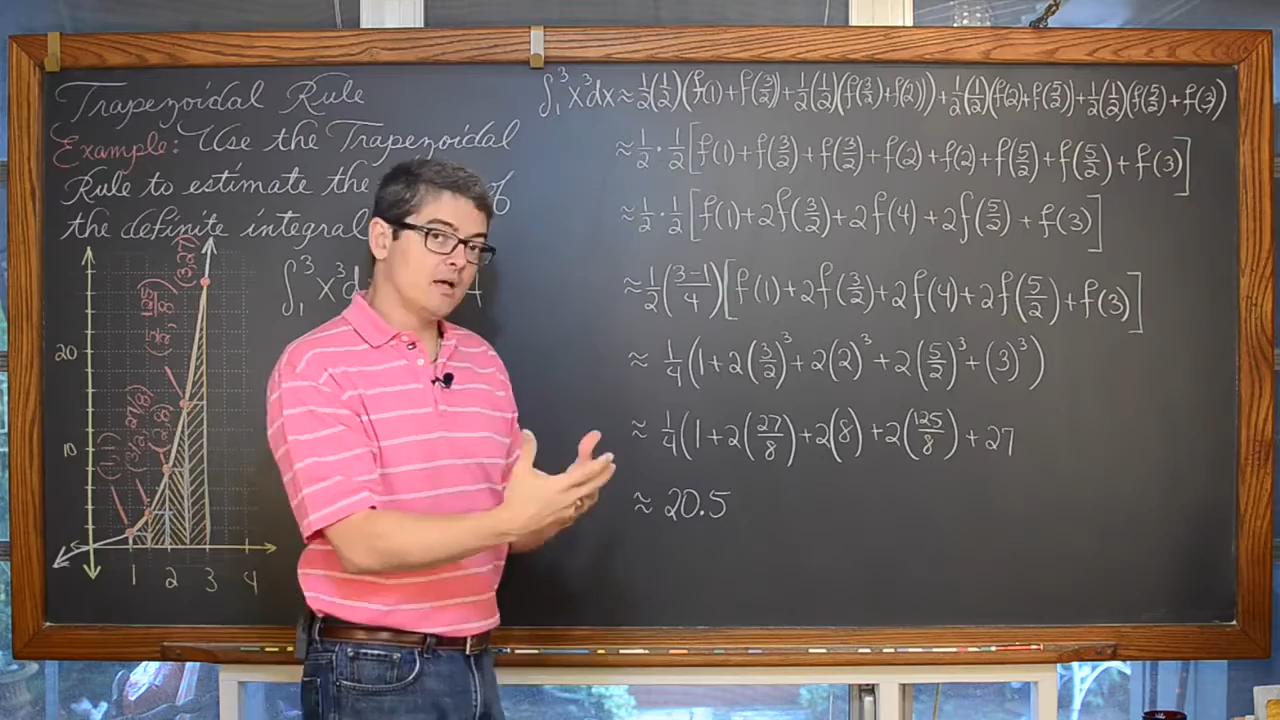 Trapezoidal Rule
Example: Use the Trapezoidal
Rule to estimate the of
the definite integral
∫₁³ x³d 4
(1,1)
(3/2, 27/8)
(2,8)
(5/2, 125/8)
(3,27)
20
10
1 2 3 4
∫₁³x³dx ≈ 1/2(1/2)(f(1)+f(3/2)+1/2(1/2)(f(3/2)+f(2))+1/2(1/2)(f(2)+f(5/2))+1/2(1/2)(f(5/2)+f(3))
≈ 1/2 · 1/2[f(1)+f(3/2)+f(3/2)+f(2)+f(2)+f(5/2)+f(5/2)+f(3)]
≈ 1/2 · 1/2[f(1)+2f(3/2)+2f(4)+2f(5/2)+f(3)]
≈ 1/2((3-1)/4)[f(1)+2f(3/2)+2f(4)+2f(5/2)+f(3)]
≈ 1/4(1+2(3/2)³+2(2)³+2(5/2)³+(3)³)
≈ 1/4(1+2(27/8)+2(8)+2(125/8)+27
≈ 20.5